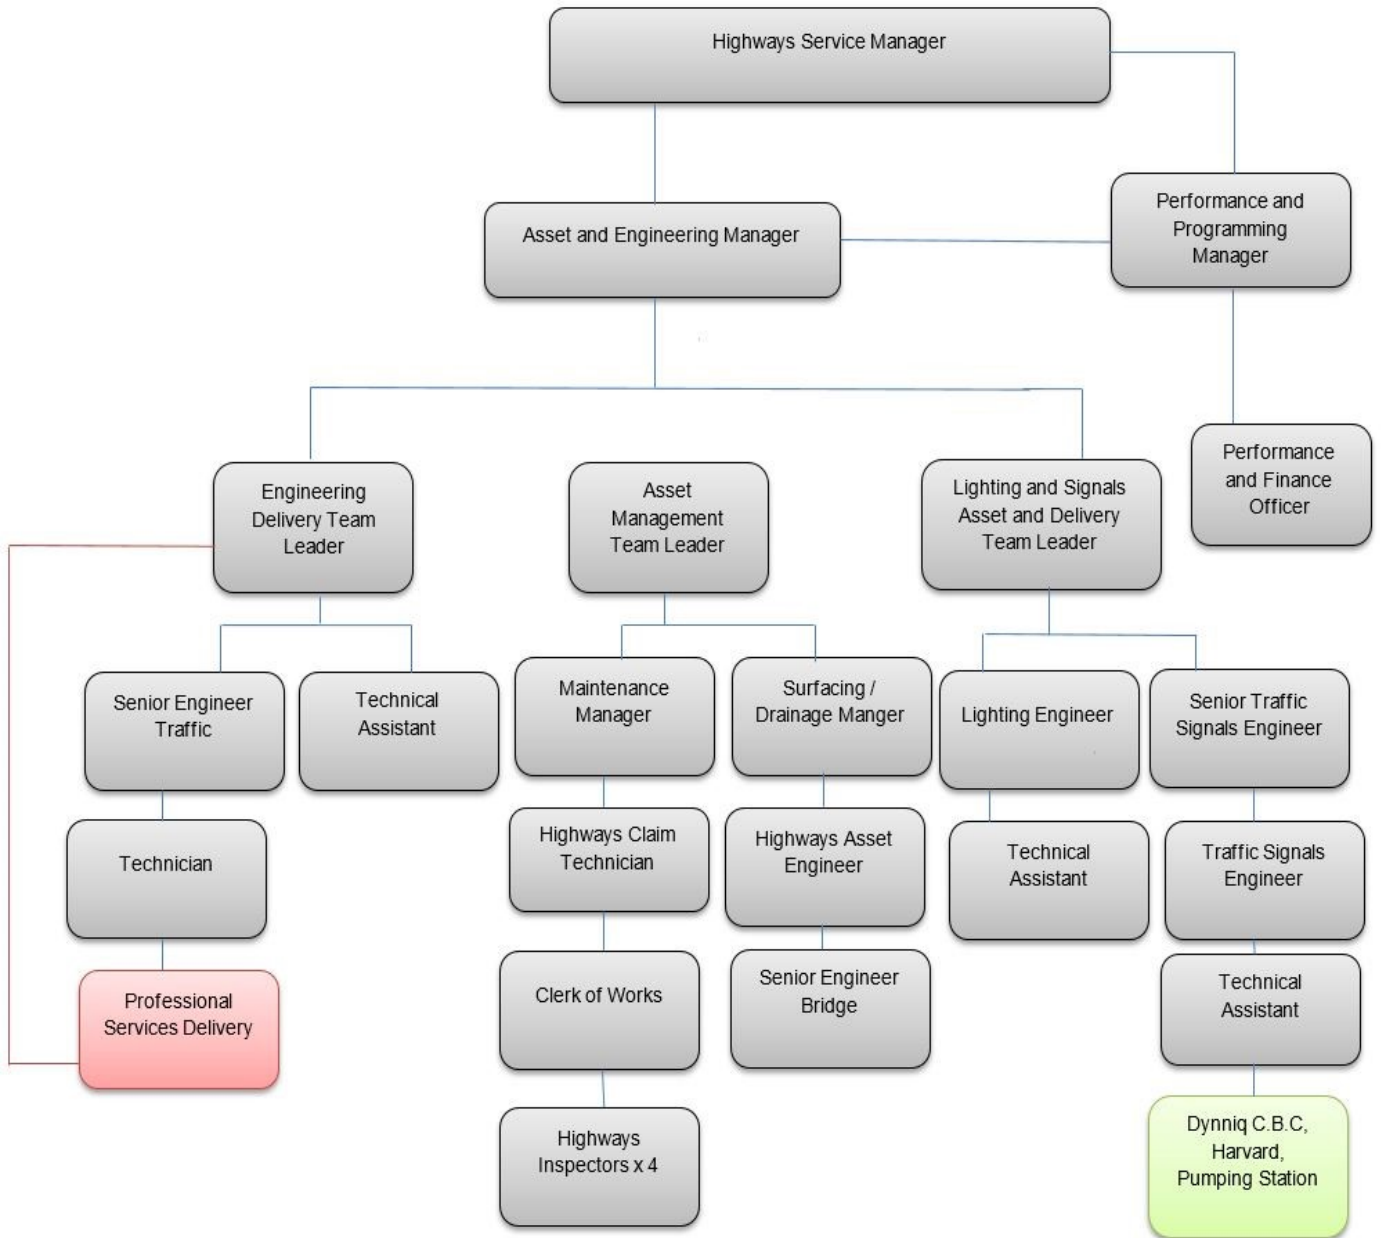 Highways Service Manager
Performance and
Programming
Manager
Asset and Engineering Manager
Performance
and Finance
Officer
Engineering
Delivery Team
Leader
Asset
Management
Team Leader
Lighting and Signals
Asset and Delivery
Team Leader
Senior Engineer
Traffic
Technical
Assistant
Maintenance
Manager
Surfacing /
Drainage Manger
Lighting Engineer
Senior Traffic
Signals Engineer
Technician
Highways Claim
Technician
Highways Asset
Engineer
Technical
Assistant
Traffic Signals
Engineer
Professional
Services Delivery
Clerk of Works
Senior Engineer
Bridge
Technical
Assistant
Highways
Inspectors x 4
Dynniq C.B.C,
Harvard,
Pumping Station